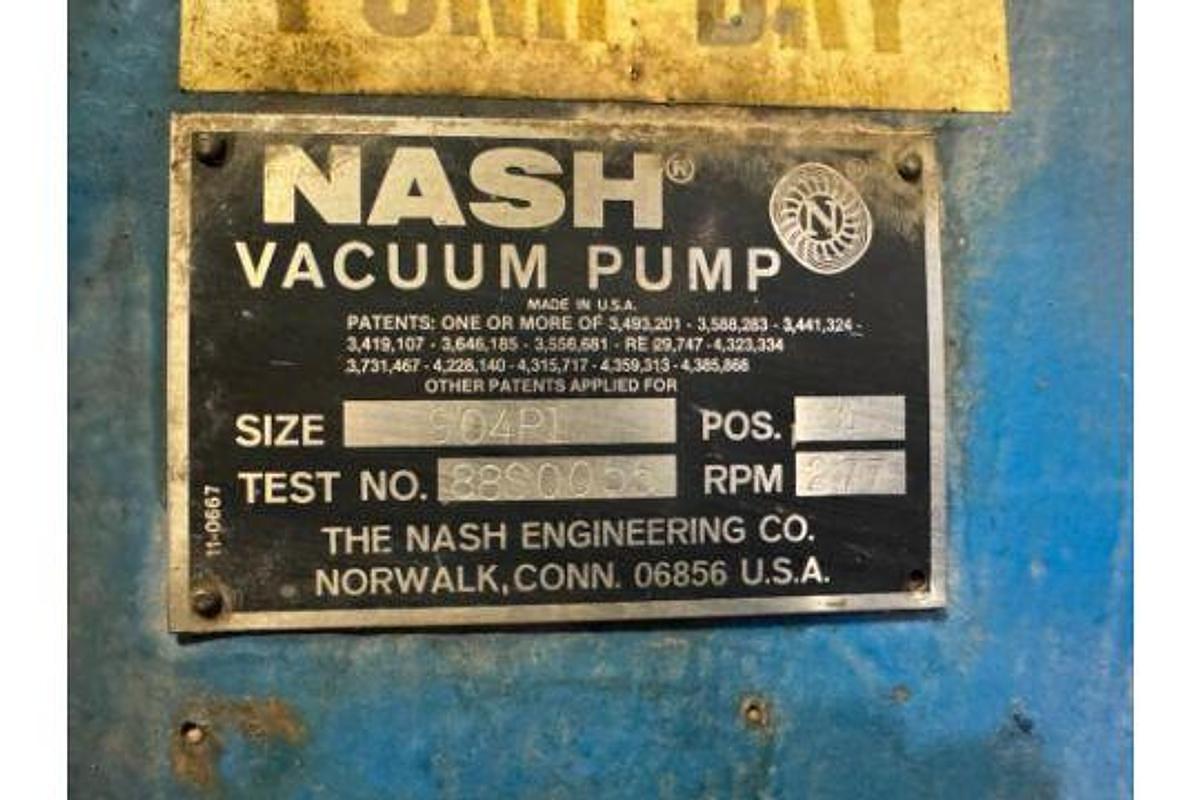 NASH®
N
VACUUM PUMP
MADE IN U.S.A.
PATENTS: ONE OR MORE OF 3,493,201 - 3,588,283 - 3,441,324 -
3,419,107 - 3,646,185 - 3,556,681 - RE 29,747 - 4,323,334
3,731,467 - 4,228,140 - 4,315,717 - 4,359,313 - 4,385,866
OTHER PATENTS APPLIED FOR
SIZE 904P1 POS.
TEST NO. RPM 277
11-0667
THE NASH ENGINEERING CO.
NORWALK, CONN. 06856 U.S.A.